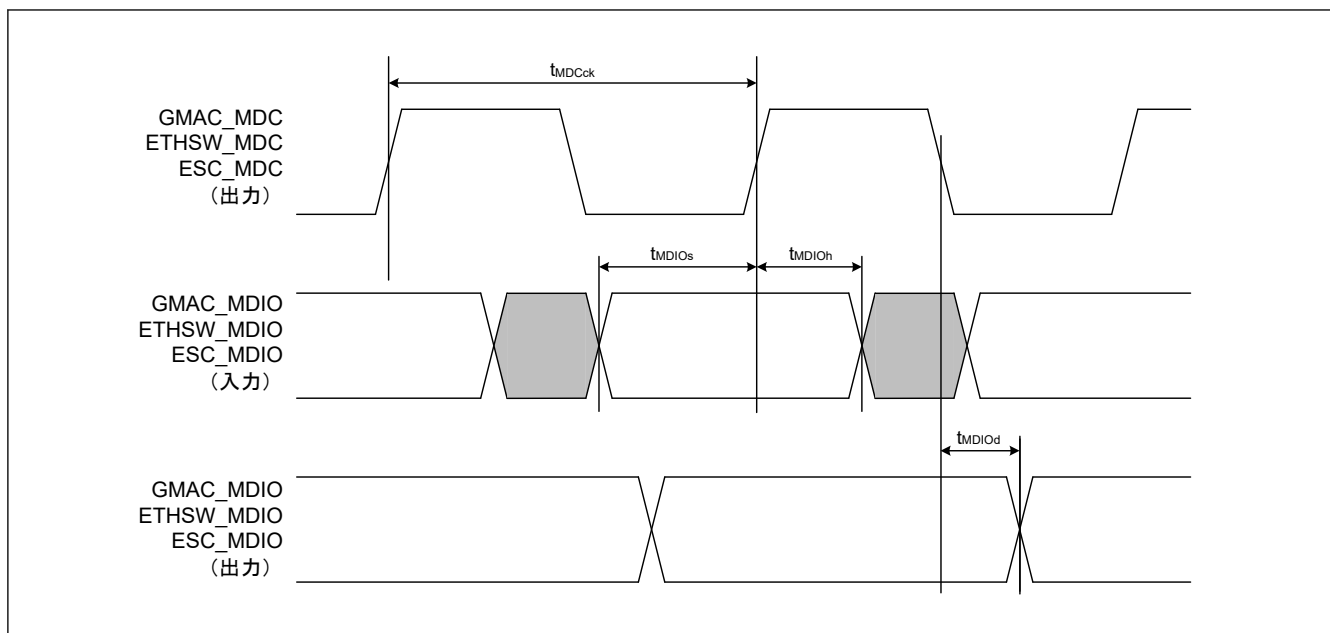 tMDCck
GMAC_MDC
ETHSW_MDC
ESC_MDC
（出力）
tMDIOs
tMDIOh
GMAC_MDIO
ETHSW_MDIO
ESC_MDIO
（入力）
tMDIOd
GMAC_MDIO
ETHSW_MDIO
ESC_MDIO
（出力）